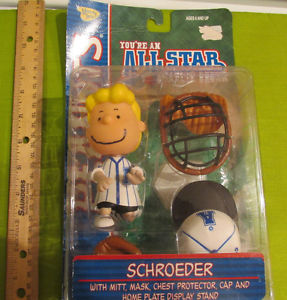 AGES 4 AND UP
YOU'RE AN
ALL STAR
SCHROEDER
WITH MITT, MASK, CHEST PROTECTOR, CAP AND
HOME PLATE DISPLAY STAND
SAUNDERS